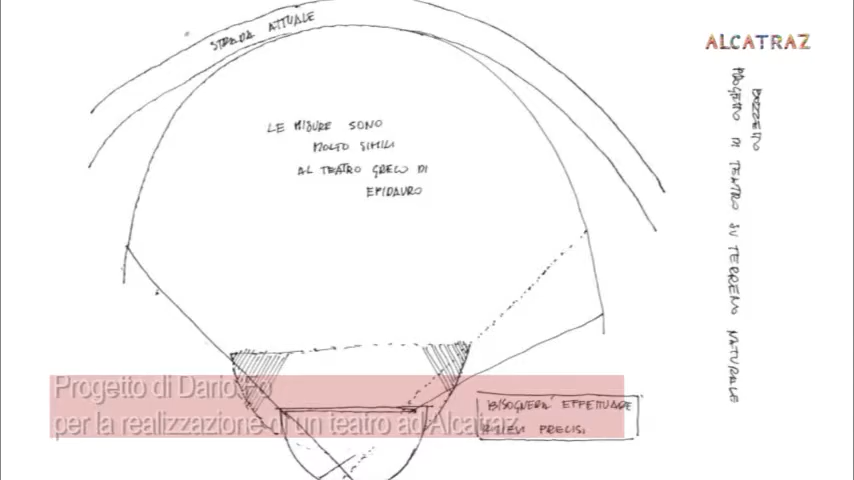 STRADA ATTUALE
ALCATRAZ
LE MISURE SONO
MOLTO SIMILI
AL TEATRO GRECO DI
EPIDAURO
BOZZETTO
PROGETTO DI TEATRO SU TERRENO NATURALE
BISOGNERA' EFFETTUARE
RILIEVI PRECISI
Progetto di Dario Fo
per la realizzazione di un teatro ad Alcatraz